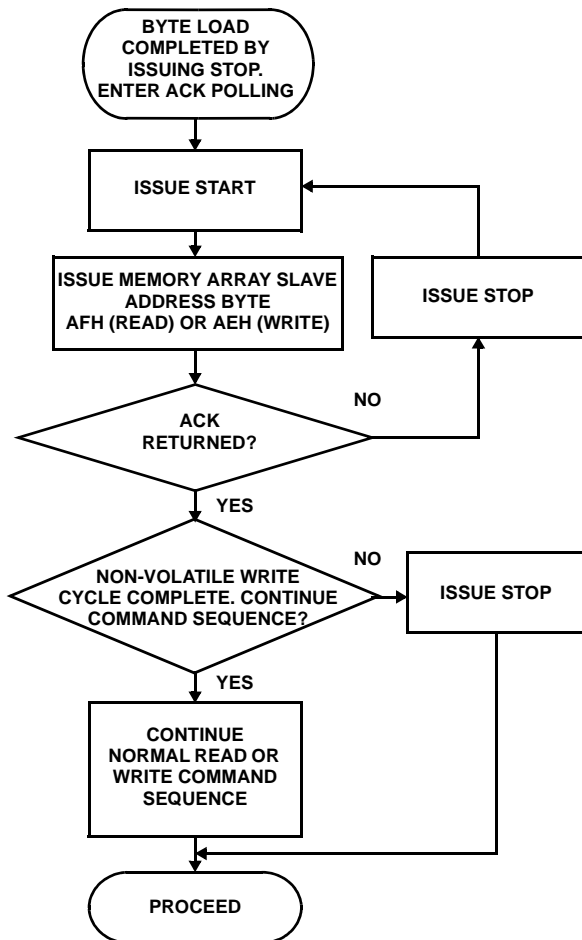 BYTE LOAD
COMPLETED BY
ISSUING STOP.
ENTER ACK POLLING
ISSUE START
ISSUE MEMORY ARRAY SLAVE
ADDRESS BYTE
AFH (READ) OR AEH (WRITE)
ISSUE STOP
ACK
RETURNED?
NO
YES
NON-VOLATILE WRITE
CYCLE COMPLETE. CONTINUE
COMMAND SEQUENCE?
NO
ISSUE STOP
YES
CONTINUE
NORMAL READ OR
WRITE COMMAND
SEQUENCE
PROCEED